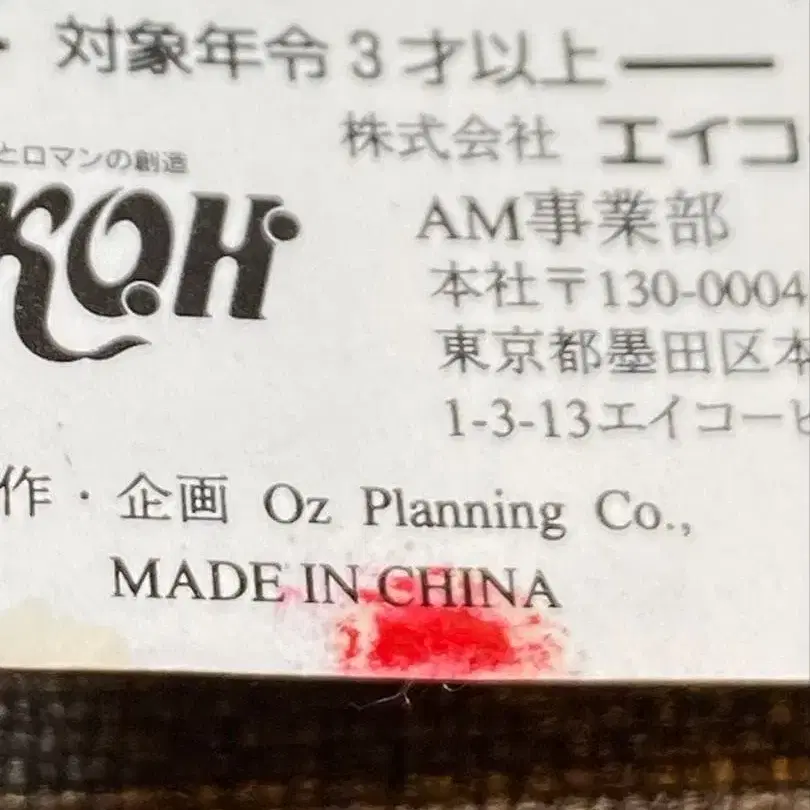 対象年令3才以上
株式会社 エイコ
とロマンの創造
KOH
AM事業部
本社〒130-0004
東京都墨田区本
1-3-13エイコービ
作・企画 Oz Planning Co.,
MADE IN CHINA